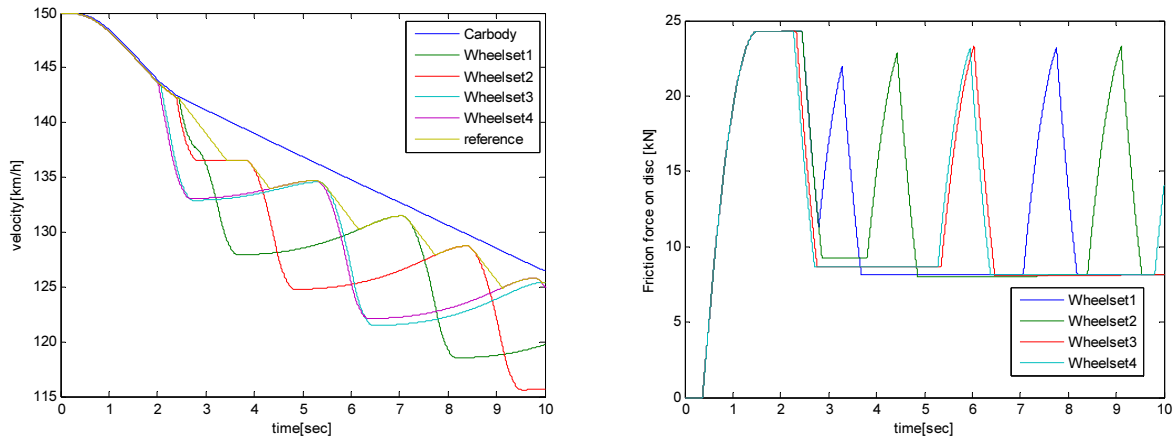 150
145
140
135
130
125
120
115
velocity[km/h]
Carbody
Wheelset1
Wheelset2
Wheelset3
Wheelset4
reference
0 1 2 3 4 5 6 7 8 9 10
time[sec]
25
20
15
10
5
0
Friction force on disc [kN]
Wheelset1
Wheelset2
Wheelset3
Wheelset4
0 1 2 3 4 5 6 7 8 9 10
time[sec]